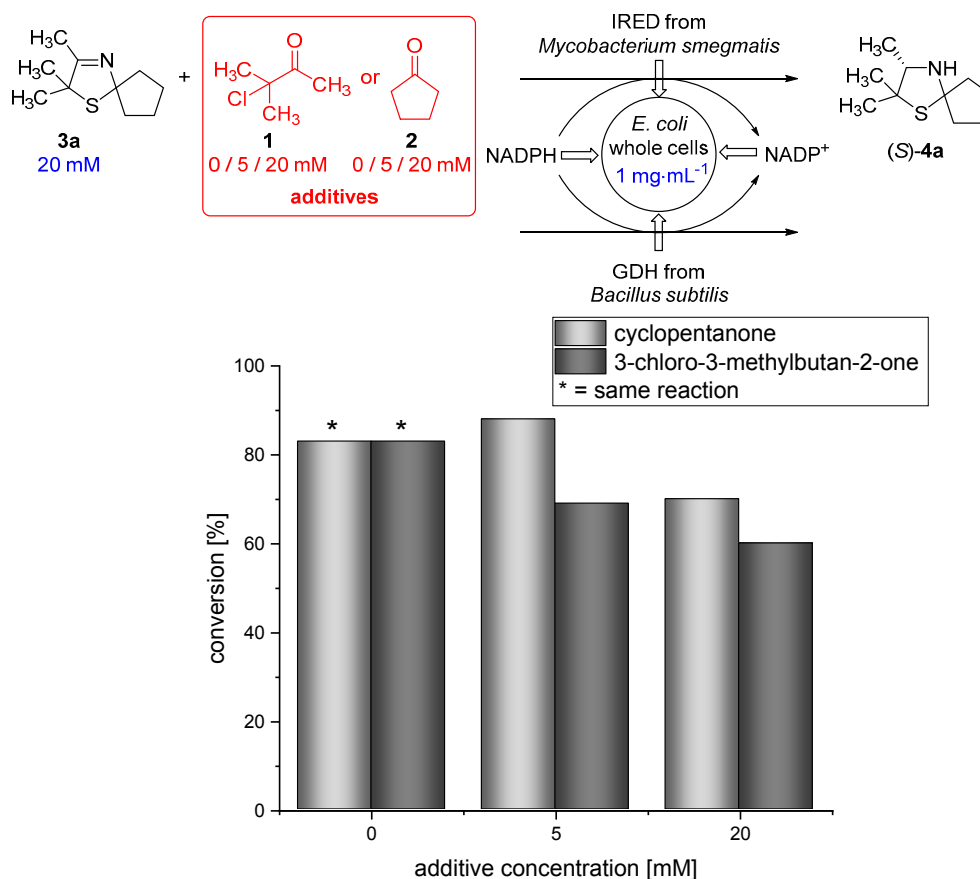 H3C
N
H3C
H3C
S
3a
20 mM
+
O
H3C
Cl
CH3
CH3
1
0 / 5 / 20 mM
or
O
2
0 / 5 / 20 mM
additives
IRED from
Mycobacterium smegmatis
NADPH
E. coli
whole cells
1 mg·mL⁻¹
NADP⁺
GDH from
Bacillus subtilis
H3C
NH
H3C
H3C
S
(S)-4a
cyclopentanone
3-chloro-3-methylbutan-2-one
* = same reaction
conversion [%]
100
80
60
40
20
0
*
*
0
5
20
additive concentration [mM]